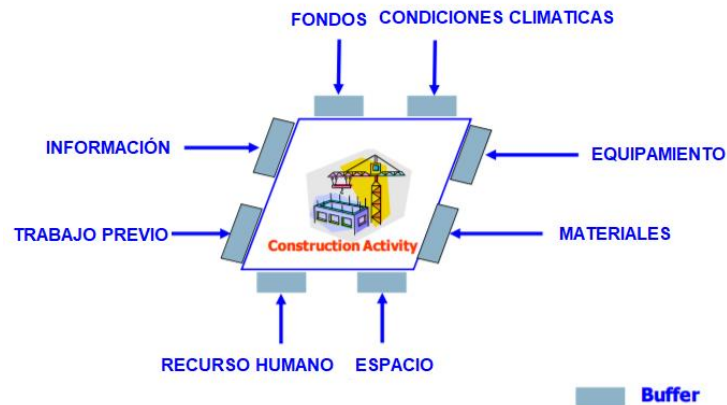 FONDOS
CONDICIONES CLIMATICAS
INFORMACIÓN
EQUIPAMIENTO
TRABAJO PREVIO
MATERIALES
Construction Activity
RECURSO HUMANO
ESPACIO
Buffer